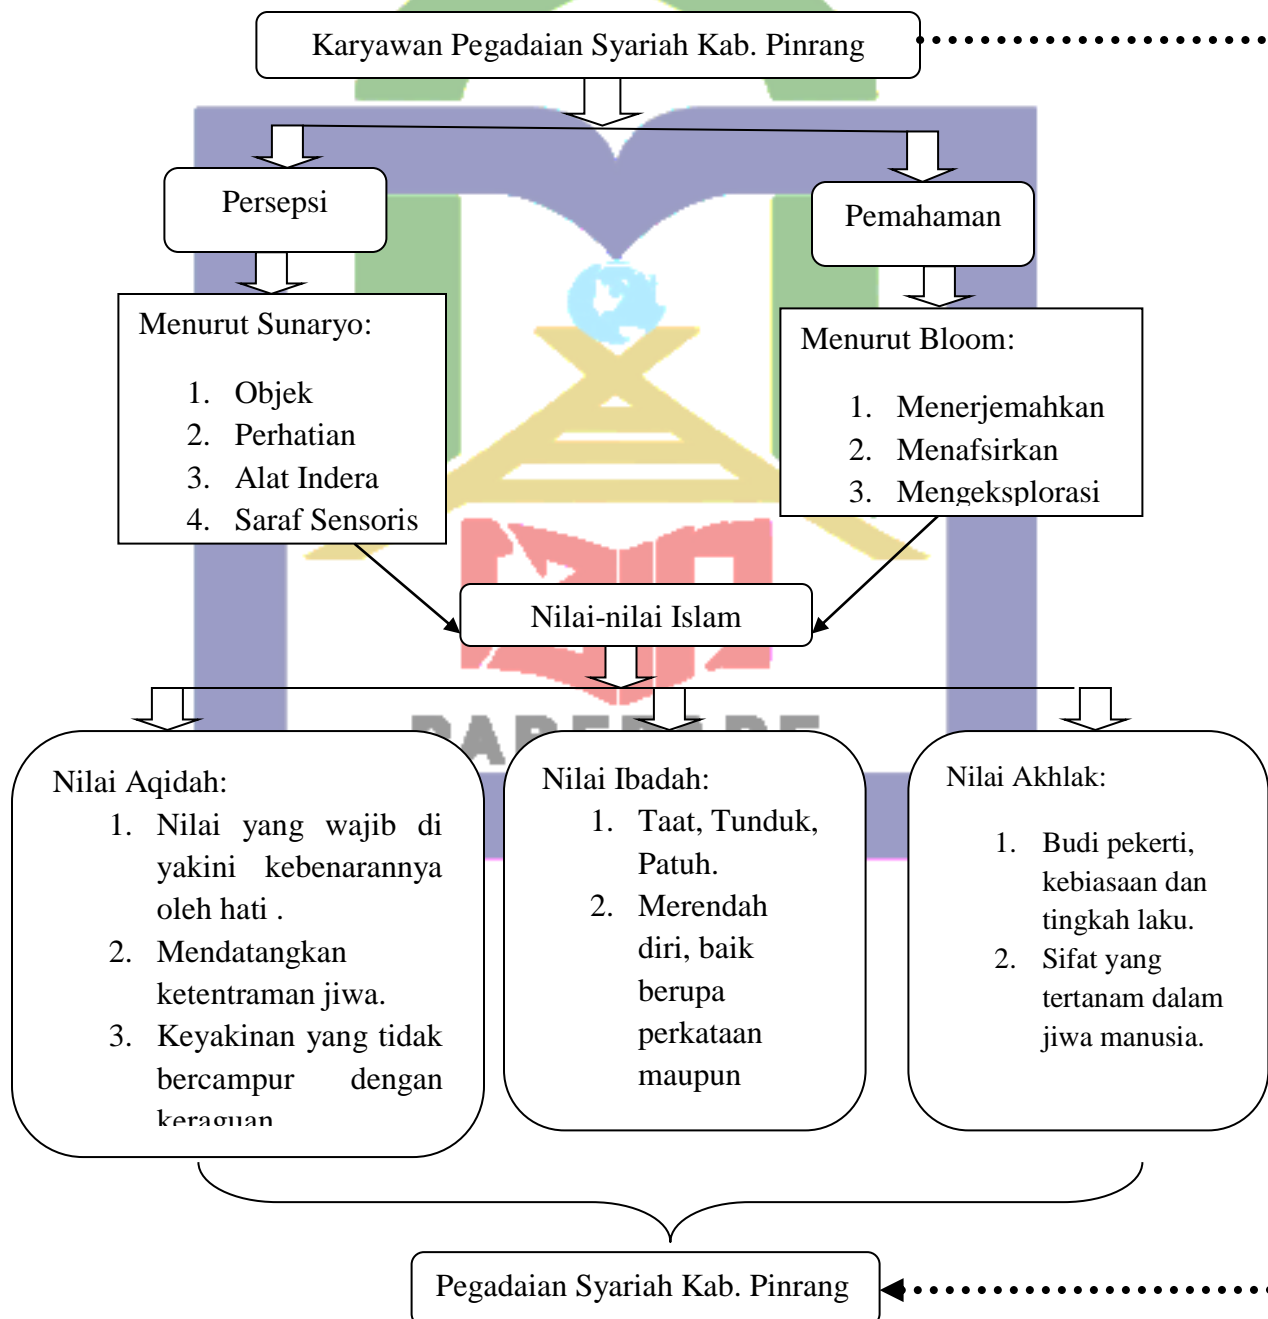 Karyawan Pegadaian Syariah Kab. Pinrang
Persepsi
Pemahaman
Menurut Sunaryo:
1. Objek
2. Perhatian
3. Alat Indera
4. Saraf Sensoris
Menurut Bloom:
1. Menerjemahkan
2. Menafsirkan
3. Mengeksplorasi
Nilai-nilai Islam
Nilai Aqidah:
1. Nilai yang wajib di
yakini kebenarannya
oleh hati .
2. Mendatangkan
ketentraman jiwa.
3. Keyakinan yang tidak
bercampur dengan
keraguan
Nilai Ibadah:
1. Taat, Tunduk,
Patuh.
2. Merendah
diri, baik
berupa
perkataan
maupun
Nilai Akhlak:
1. Budi pekerti,
kebiasaan dan
tingkah laku.
2. Sifat yang
tertanam dalam
jiwa manusia.
Pegadaian Syariah Kab. Pinrang